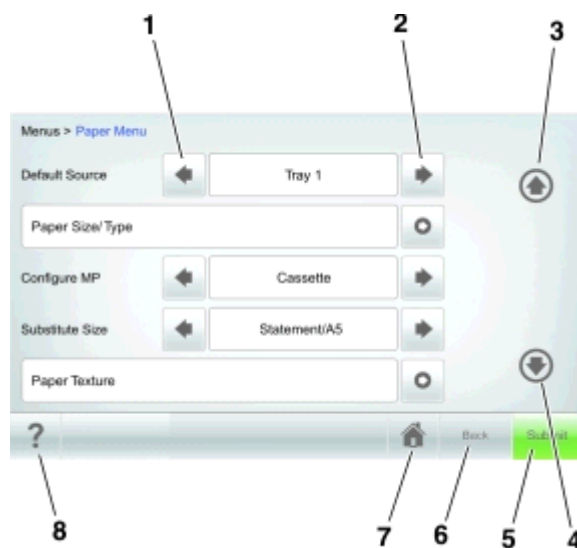 1 2 3
Menus > Paper Menu
Default Source Tray 1
Paper Size/Type
Configure MP Cassette
Substitute Size Statement/A5
Paper Texture
? Back Submit
8 7 6 5 4